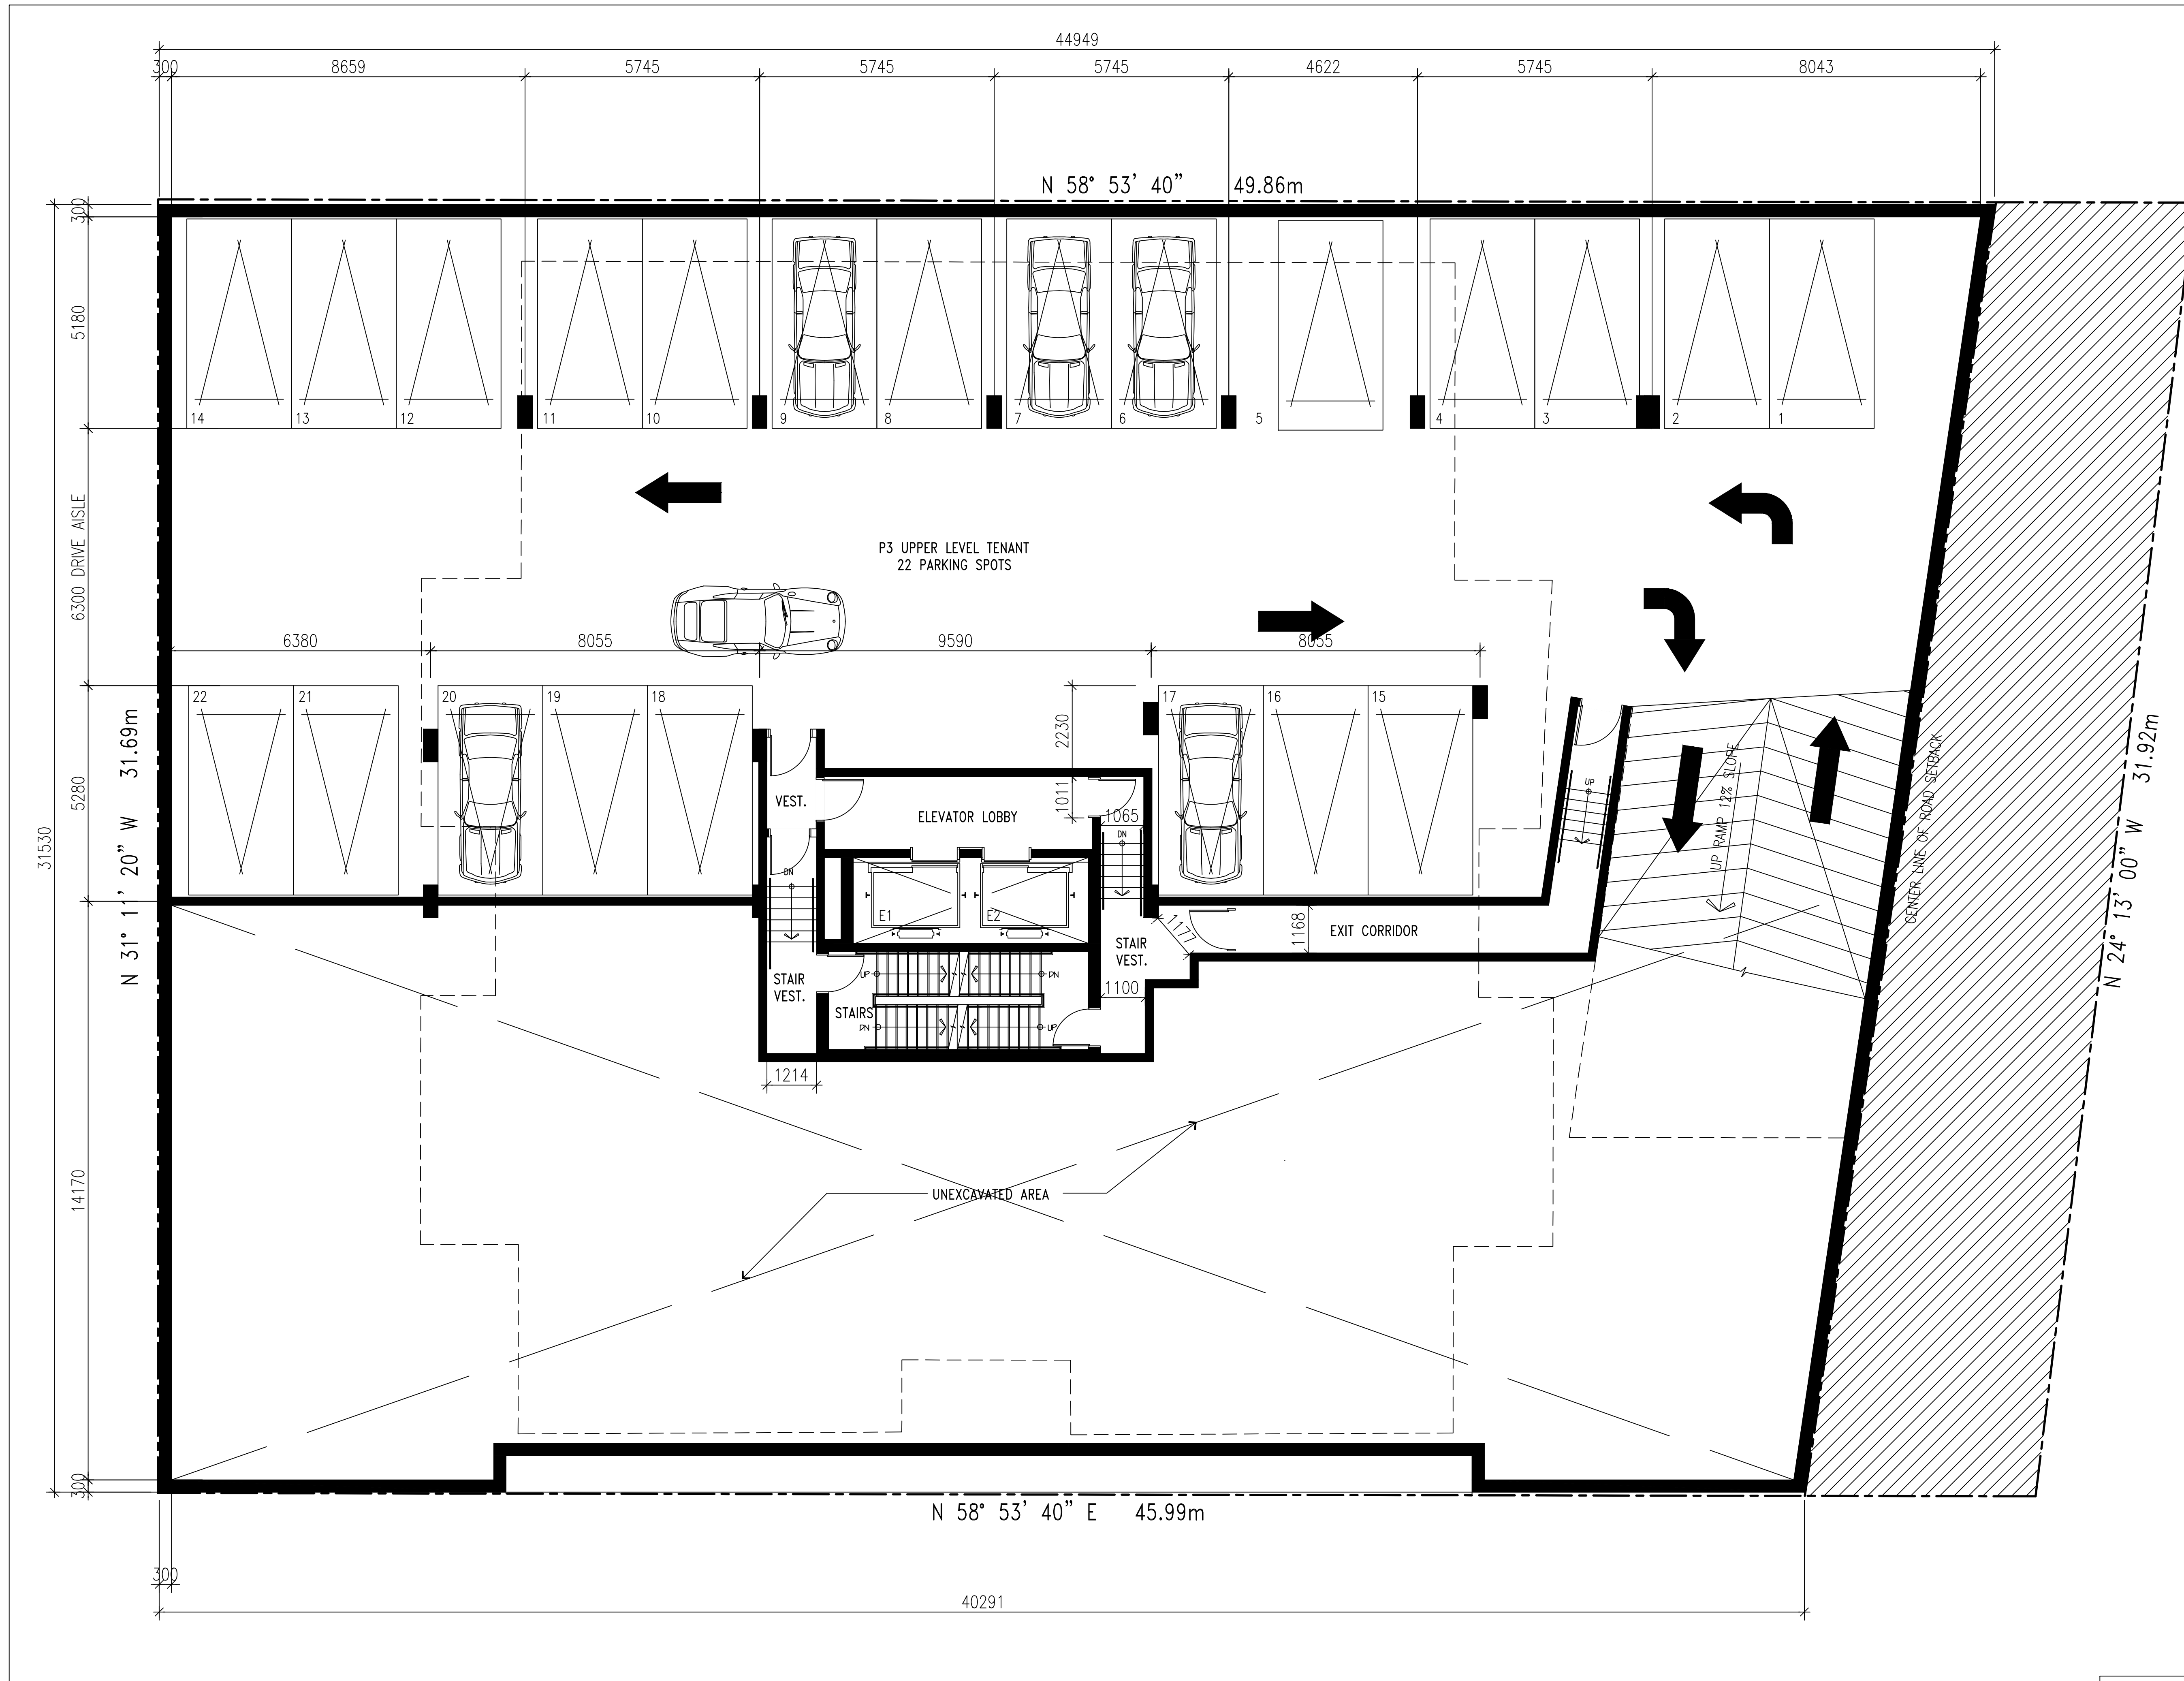 44949
300 8659 5745 5745 5745 4622 5745 8043
N 58° 53’ 40” 49.86m
300
5180
6300 DRIVE AISLE
5280
14170
300
31530
N 31° 11’ 20” W 31.69m
14 13 12 11 10 9 8 7 6 5 4 3 2 1
P3 UPPER LEVEL TENANT
22 PARKING SPOTS
6380 8055 9590 8055
22 21 20 19 18 17 16 15
2230
1011
1065
VEST.
ELEVATOR LOBBY
DN
DN
UP
UP RAMP 12% SLOPE
CENTER LINE OF ROAD SETBACK
N 24° 13’ 00” W 31.92m
E1 E2
1177
1168
EXIT CORRIDOR
STAIR
VEST.
STAIR
VEST.
UP DN
1100
STAIRS
DN UP
1214
UNEXCAVATED AREA
N 58° 53’ 40” E 45.99m
300
40291